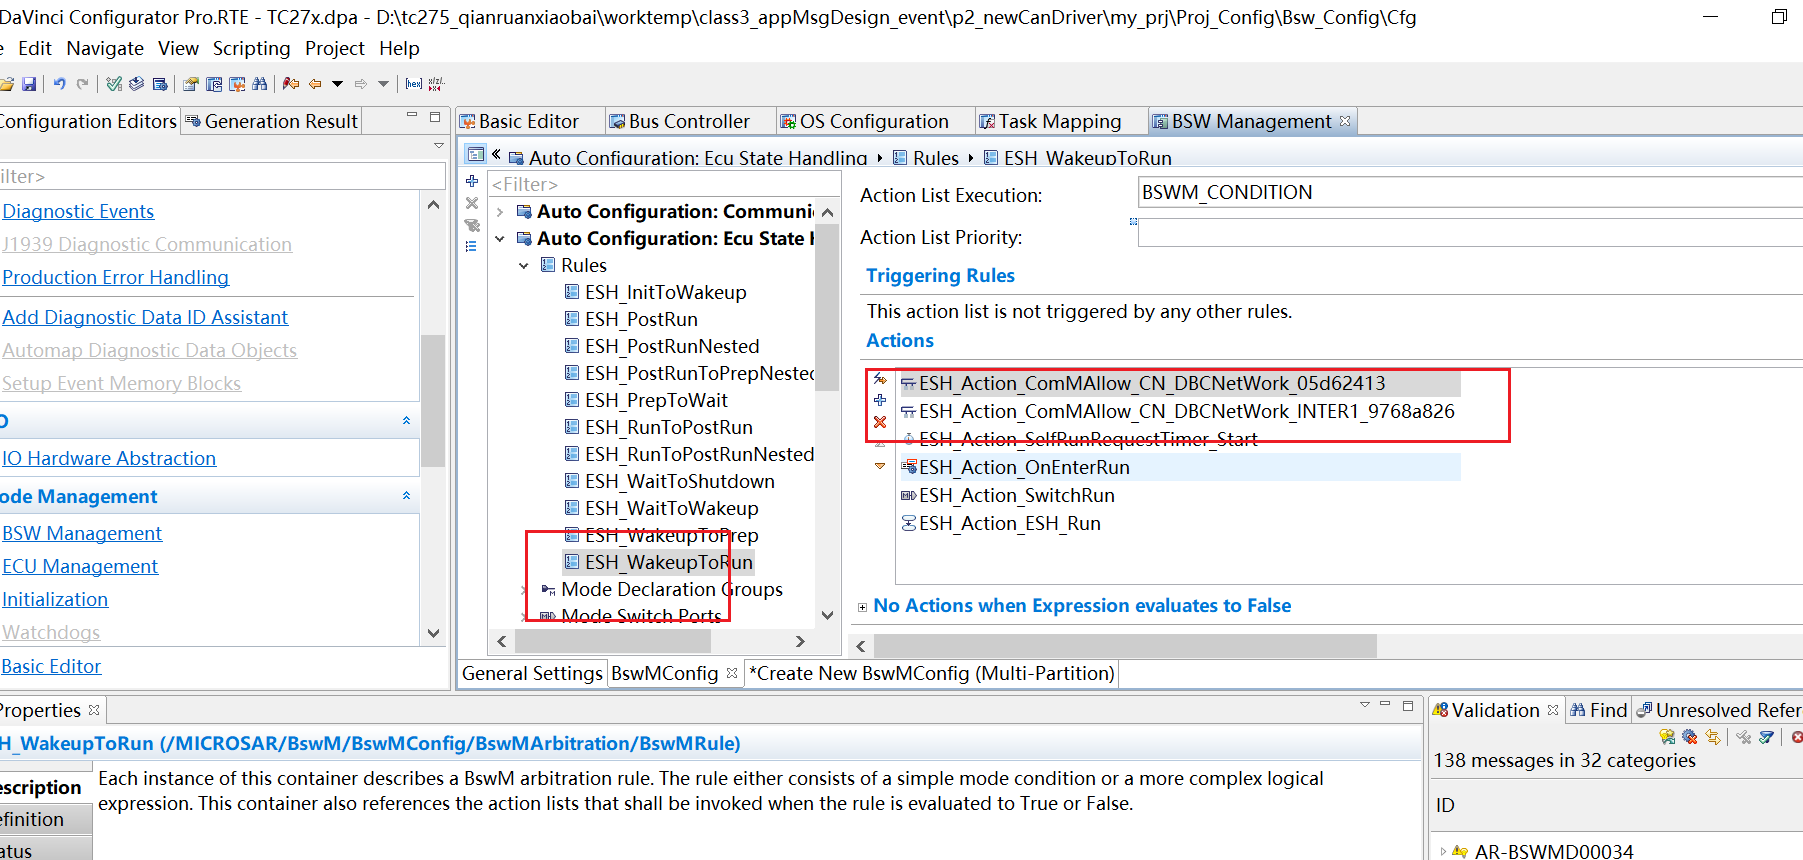 DaVinci Configurator Pro.RTE - TC27x.dpa - D:\tc275_qianruanxiaobai\worktemp\class3_appMsgDesign_event\p2_newCanDriver\my_prj\Proj_Config\Bsw_Config\Cfg
e Edit Navigate View Scripting Project Help
Configuration Editors Generation Result
ilter>
Diagnostic Events
J1939 Diagnostic Communication
Production Error Handling
Add Diagnostic Data ID Assistant
Automap Diagnostic Data Objects
Setup Event Memory Blocks
O
IO Hardware Abstraction
ode Management
BSW Management
ECU Management
Initialization
Watchdogs
Basic Editor
Basic Editor Bus Controller OS Configuration Task Mapping BSW Management
Auto Configuration: Ecu State Handling Rules ESH_WakeupToRun
<Filter>
Auto Configuration: Communi
Auto Configuration: Ecu State H
Rules
ESH_InitToWakeup
ESH_PostRun
ESH_PostRunNested
ESH_PostRunToPrepNested
ESH_PrepToWait
ESH_RunToPostRun
ESH_RunToPostRunNested
ESH_WaitToShutdown
ESH_WaitToWakeup
ESH_WakeupToPrep
ESH_WakeupToRun
Mode Declaration Groups
Mode Switch Ports
Action List Execution: BSWM_CONDITION
Action List Priority:
Triggering Rules
This action list is not triggered by any other rules.
Actions
ESH_Action_ComMAllow_CN_DBCNetWork_05d62413
ESH_Action_ComMAllow_CN_DBCNetWork_INTER1_9768a826
ESH_Action_SelfRunRequestTimer_Start
ESH_Action_OnEnterRun
ESH_Action_SwitchRun
ESH_Action_ESH_Run
No Actions when Expression evaluates to False
General Settings BswMConfig *Create New BswMConfig (Multi-Partition)
Properties
H_WakeupToRun (/MICROSAR/BswM/BswMConfig/BswMArbitration/BswMRule)
escription
efinition
atus
Each instance of this container describes a BswM arbitration rule. The rule either consists of a simple mode condition or a more complex logical
expression. This container also references the action lists that shall be invoked when the rule is evaluated to True or False.
Validation Find Unresolved Refer
138 messages in 32 categories
ID
AR-BSWMD00034